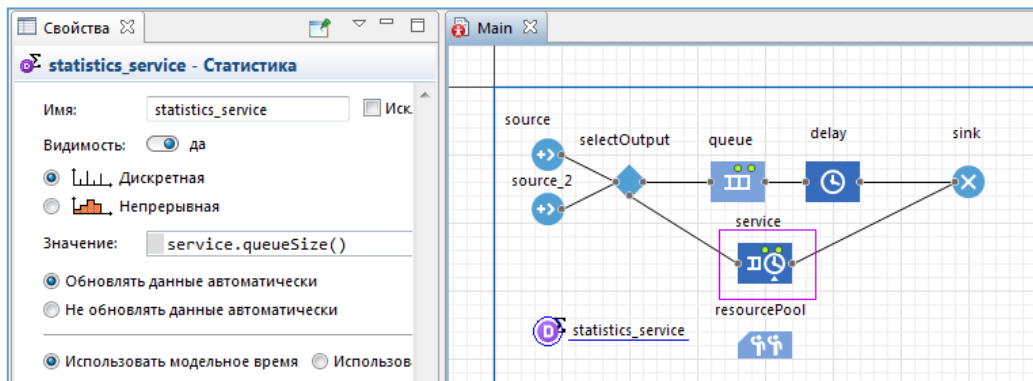 Свойства
statistics_service - Статистика
Имя:
statistics_service
Иск.
Видимость:
да
Дискретная
Непрерывная
Значение:
service.queueSize()
Обновлять данные автоматически
Не обновлять данные автоматически
Использовать модельное время
Использов
Main
source
selectOutput
queue
delay
sink
source_2
service
resourcePool
statistics_service